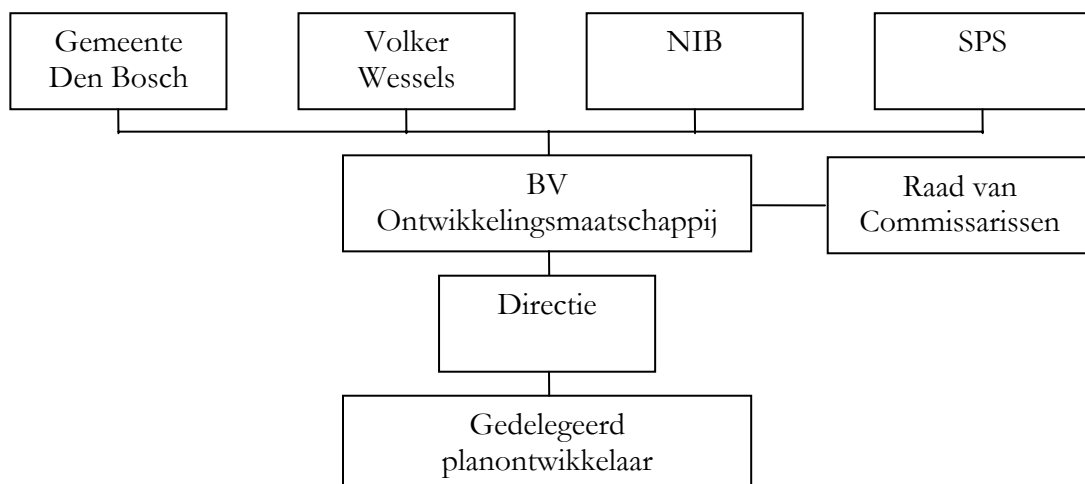 Gemeente
Den Bosch
Volker
Wessels
NIB
SPS
BV
Ontwikkelingsmaatschappij
Raad van
Commissarissen
Directie
Gedelegeerd
planontwikkelaar